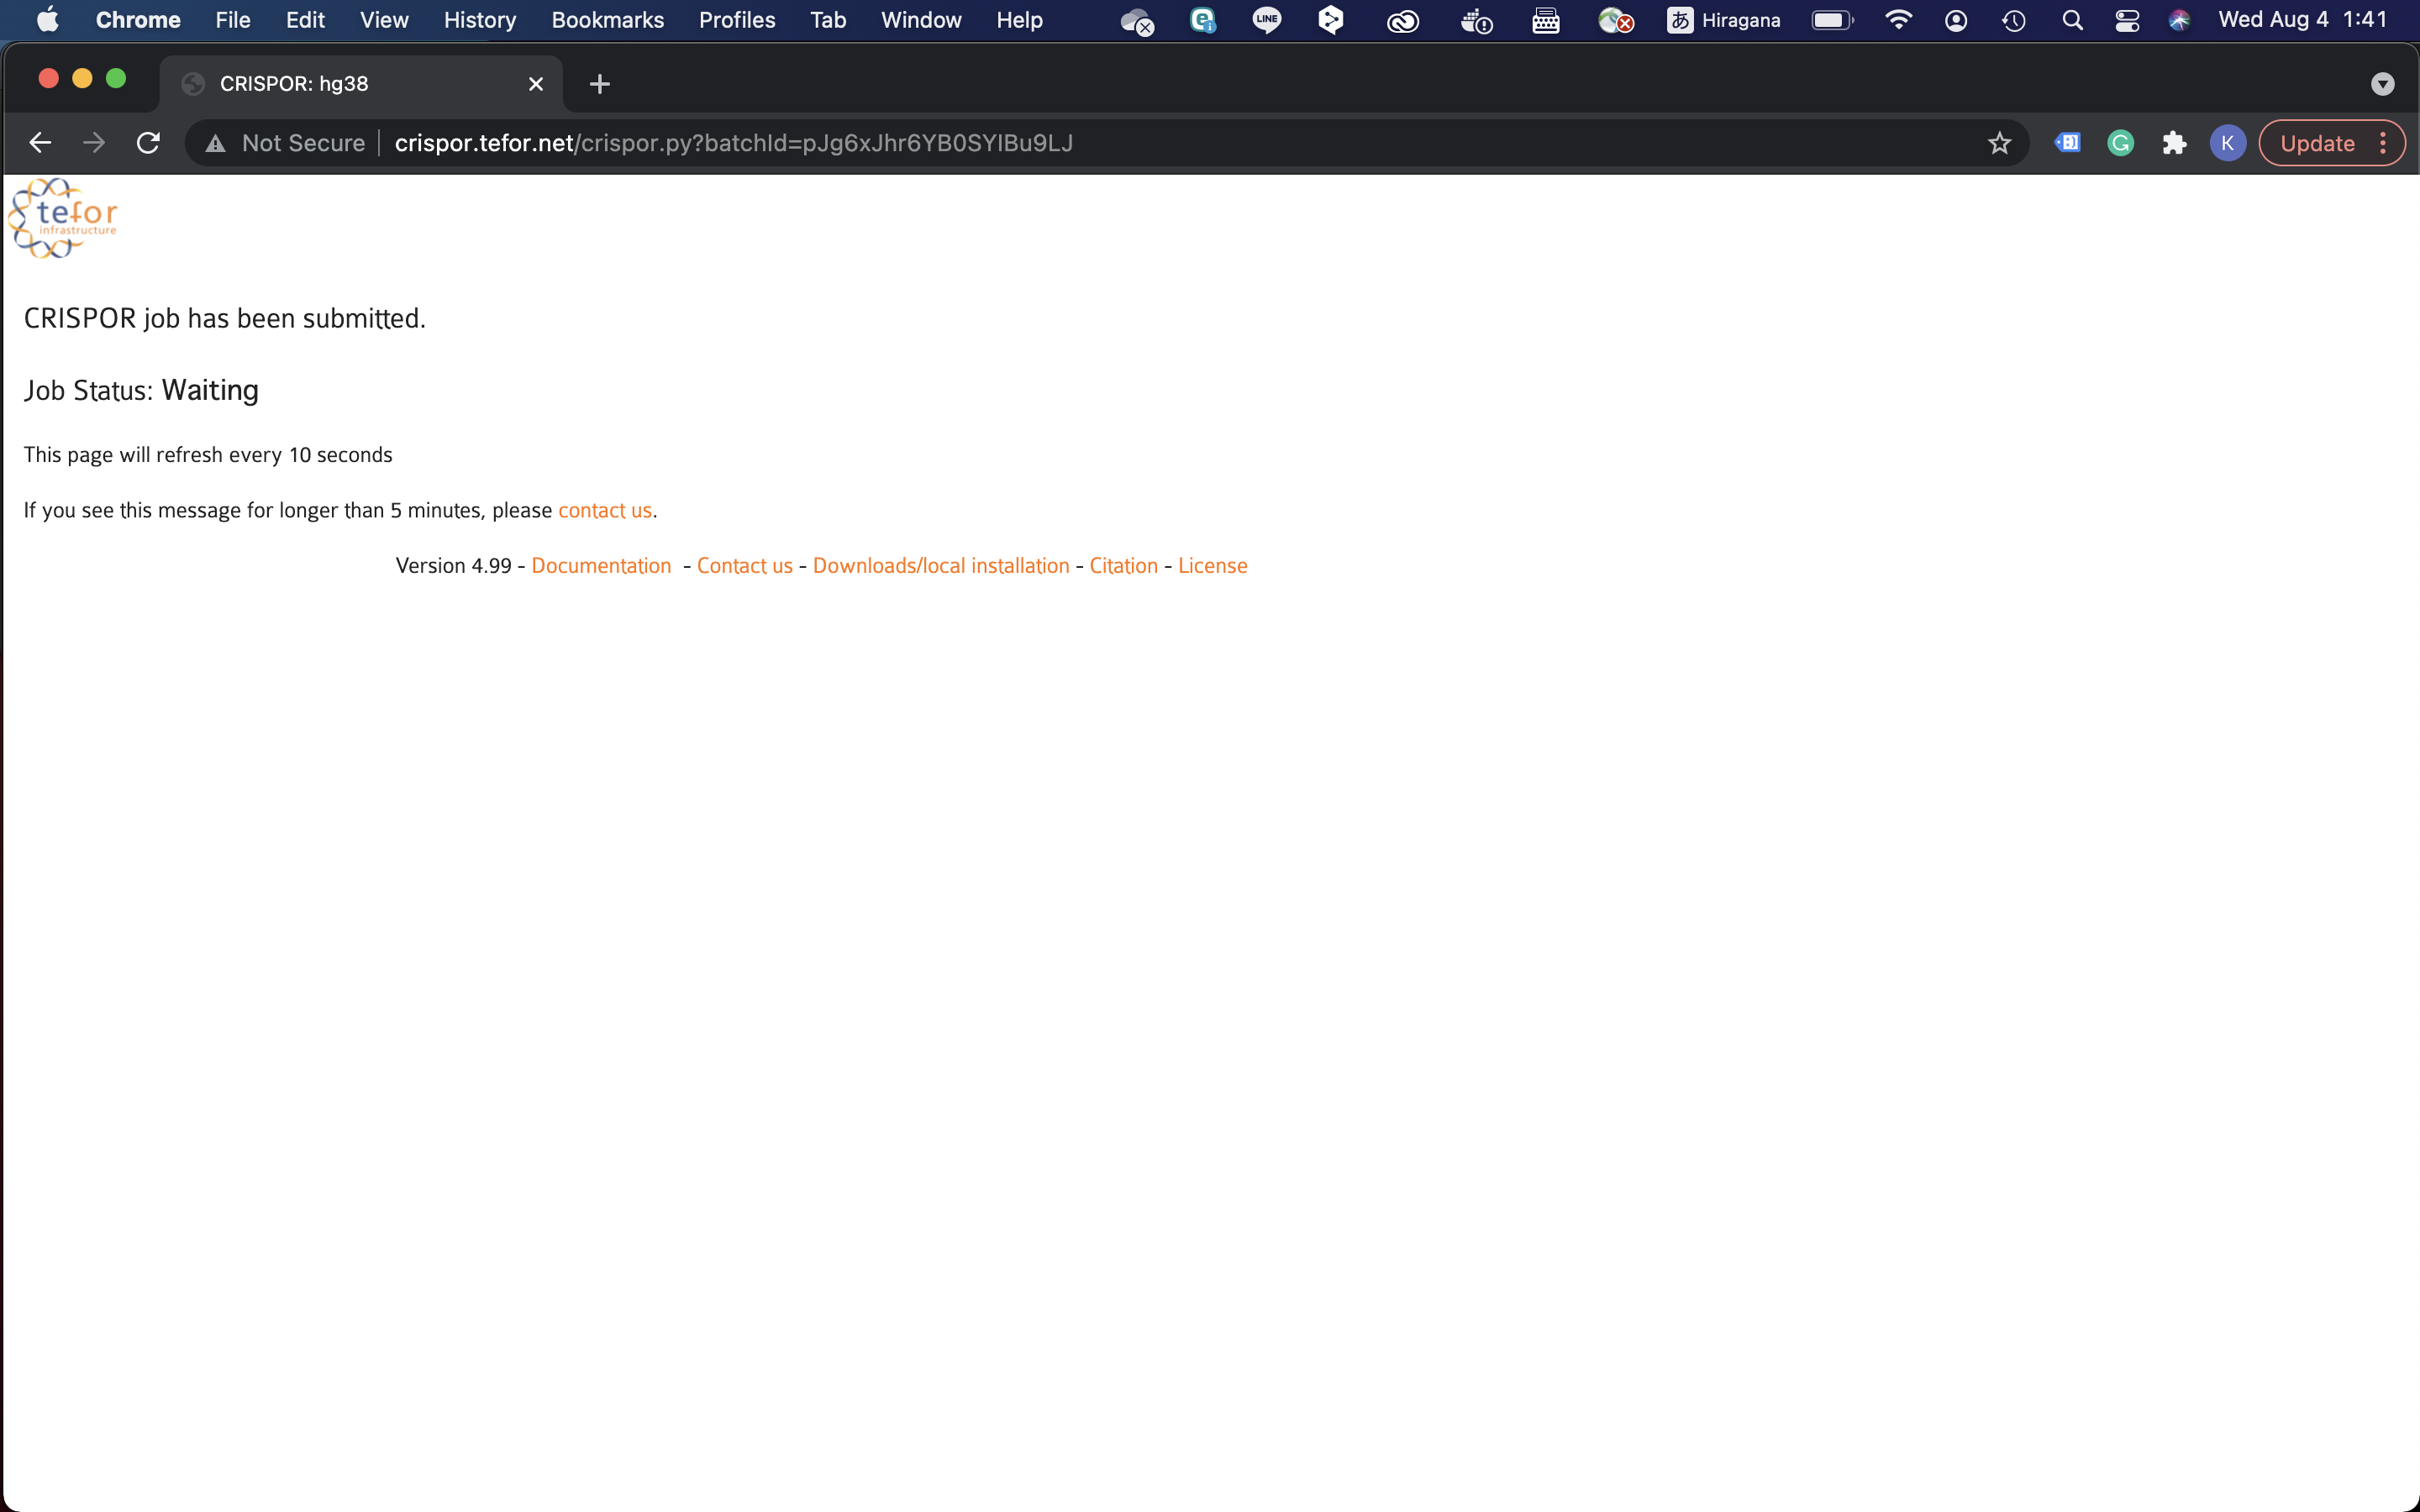 Chrome File Edit View History Bookmarks Profiles Tab Window Help LINE あ Hiragana Wed Aug 4 1:41
CRISPOR: hg38
Not Secure crispor.tefor.net/crispor.py?batchId=pJg6xJhr6YB0SYIBu9LJ K Update
tefor
infrastructure
CRISPOR job has been submitted.
Job Status: Waiting
This page will refresh every 10 seconds
If you see this message for longer than 5 minutes, please contact us.
Version 4.99 - Documentation - Contact us - Downloads/local installation - Citation - License